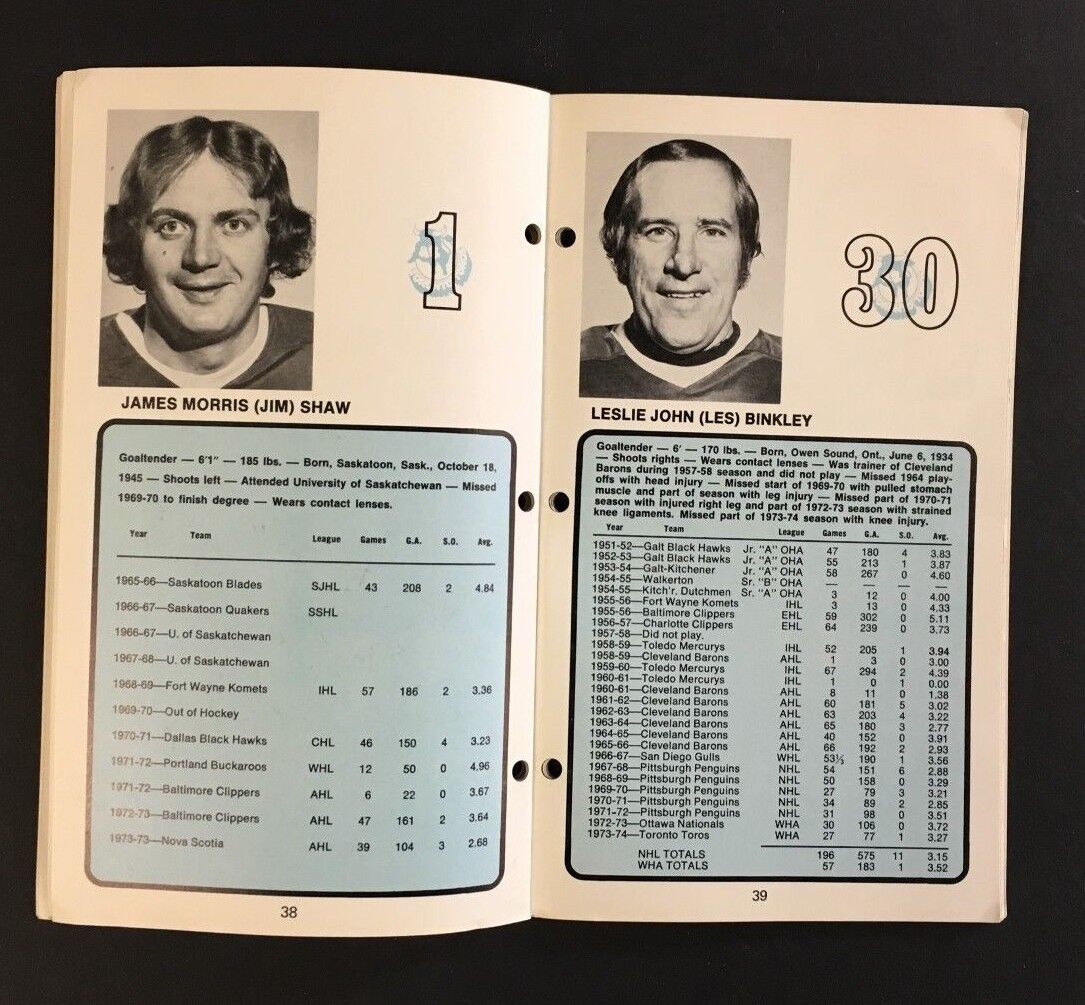 1
JAMES MORRIS (JIM) SHAW
Goaltender — 6'1" — 185 lbs. — Born, Saskatoon, Sask., October 18,
1945 — Shoots left — Attended University of Saskatchewan — Missed
1969-70 to finish degree — Wears contact lenses.
Year Team League Games G.A. S.O. Avg.
1965-66—Saskatoon Blades SJHL 43 208 2 4.84
1966-67—Saskatoon Quakers SSHL
1966-67—U. of Saskatchewan
1967-68—U. of Saskatchewan
1968-69—Fort Wayne Komets IHL 57 186 2 3.36
1969-70—Out of Hockey
1970-71—Dallas Black Hawks CHL 46 150 4 3.23
1971-72—Portland Buckaroos WHL 12 50 0 4.96
1971-72—Baltimore Clippers AHL 6 22 0 3.67
1972-73—Baltimore Clippers AHL 47 161 2 3.64
1973-73—Nova Scotia AHL 39 104 3 2.68
38
30
LESLIE JOHN (LES) BINKLEY
Goaltender — 6' — 170 lbs. — Born, Owen Sound, Ont., June 6, 1934
— Shoots rights — Wears contact lenses — Was trainer of Cleveland
Barons during 1957-58 season and did not play — Missed 1964 play-
offs with head injury — Missed start of 1969-70 with pulled stomach
muscle and part of season with leg injury — Missed part of 1970-71
season with injured right leg and part of 1972-73 season with strained
knee ligaments. Missed part of 1973-74 season with knee injury.
Year Team League Games G.A. S.O. Avg.
1951-52—Galt Black Hawks Jr. "A" OHA 47 180 4 3.83
1952-53—Galt Black Hawks Jr. "A" OHA 55 213 1 3.87
1953-54—Galt-Kitchener Jr. "A" OHA 58 267 0 4.60
1954-55—Walkerton Sr. "B" OHA — — — —
1954-55—Kitch'r. Dutchmen Sr. "A" OHA 3 12 0 4.00
1955-56—Fort Wayne Komets IHL 3 13 0 4.33
1955-56—Baltimore Clippers EHL 59 302 0 5.11
1956-57—Charlotte Clippers EHL 64 239 0 3.73
1957-58—Did not play.
1958-59—Toledo Mercurys IHL 52 205 1 3.94
1958-59—Cleveland Barons AHL 1 3 0 3.00
1959-60—Toledo Mercurys IHL 67 294 2 4.39
1960-61—Toledo Mercurys IHL 1 0 1 0.00
1960-61—Cleveland Barons AHL 8 11 0 1.38
1961-62—Cleveland Barons AHL 60 181 5 3.02
1962-63—Cleveland Barons AHL 63 203 4 3.22
1963-64—Cleveland Barons AHL 65 180 3 2.77
1964-65—Cleveland Barons AHL 40 152 0 3.91
1965-66—Cleveland Barons AHL 66 192 2 2.93
1966-67—San Diego Gulls WHL 53⅓ 190 1 3.56
1967-68—Pittsburgh Penguins NHL 54 151 6 2.88
1968-69—Pittsburgh Penguins NHL 50 158 0 3.29
1969-70—Pittsburgh Penguins NHL 27 79 3 3.21
1970-71—Pittsburgh Penguins NHL 34 89 2 2.85
1971-72—Pittsburgh Penguins NHL 31 98 0 3.51
1972-73—Ottawa Nationals WHA 30 106 0 3.72
1973-74—Toronto Toros WHA 27 77 1 3.27
NHL TOTALS 196 575 11 3.15
WHA TOTALS 57 183 1 3.52
39